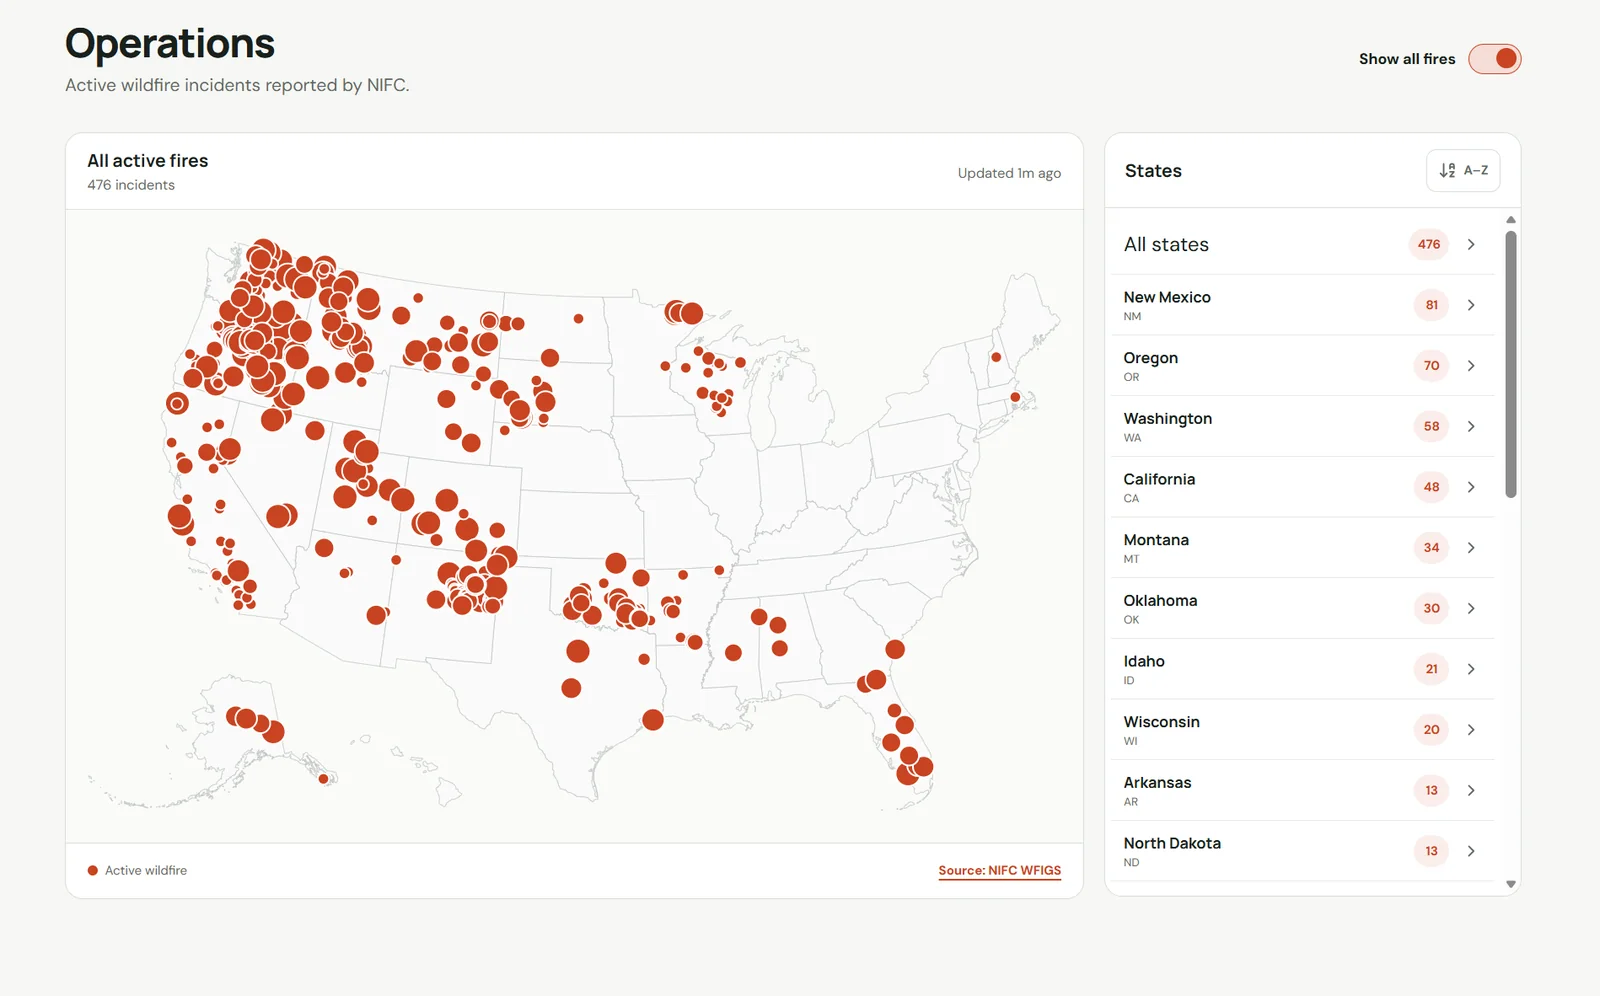 Operations
Active wildfire incidents reported by NIFC.
Show all fires
All active fires
476 incidents
Updated 1m ago
Active wildfire
Source: NIFC WFIGS
States
A–Z
All states
476
New Mexico
NM
81
Oregon
OR
70
Washington
WA
58
California
CA
48
Montana
MT
34
Oklahoma
OK
30
Idaho
ID
21
Wisconsin
WI
20
Arkansas
AR
13
North Dakota
ND
13